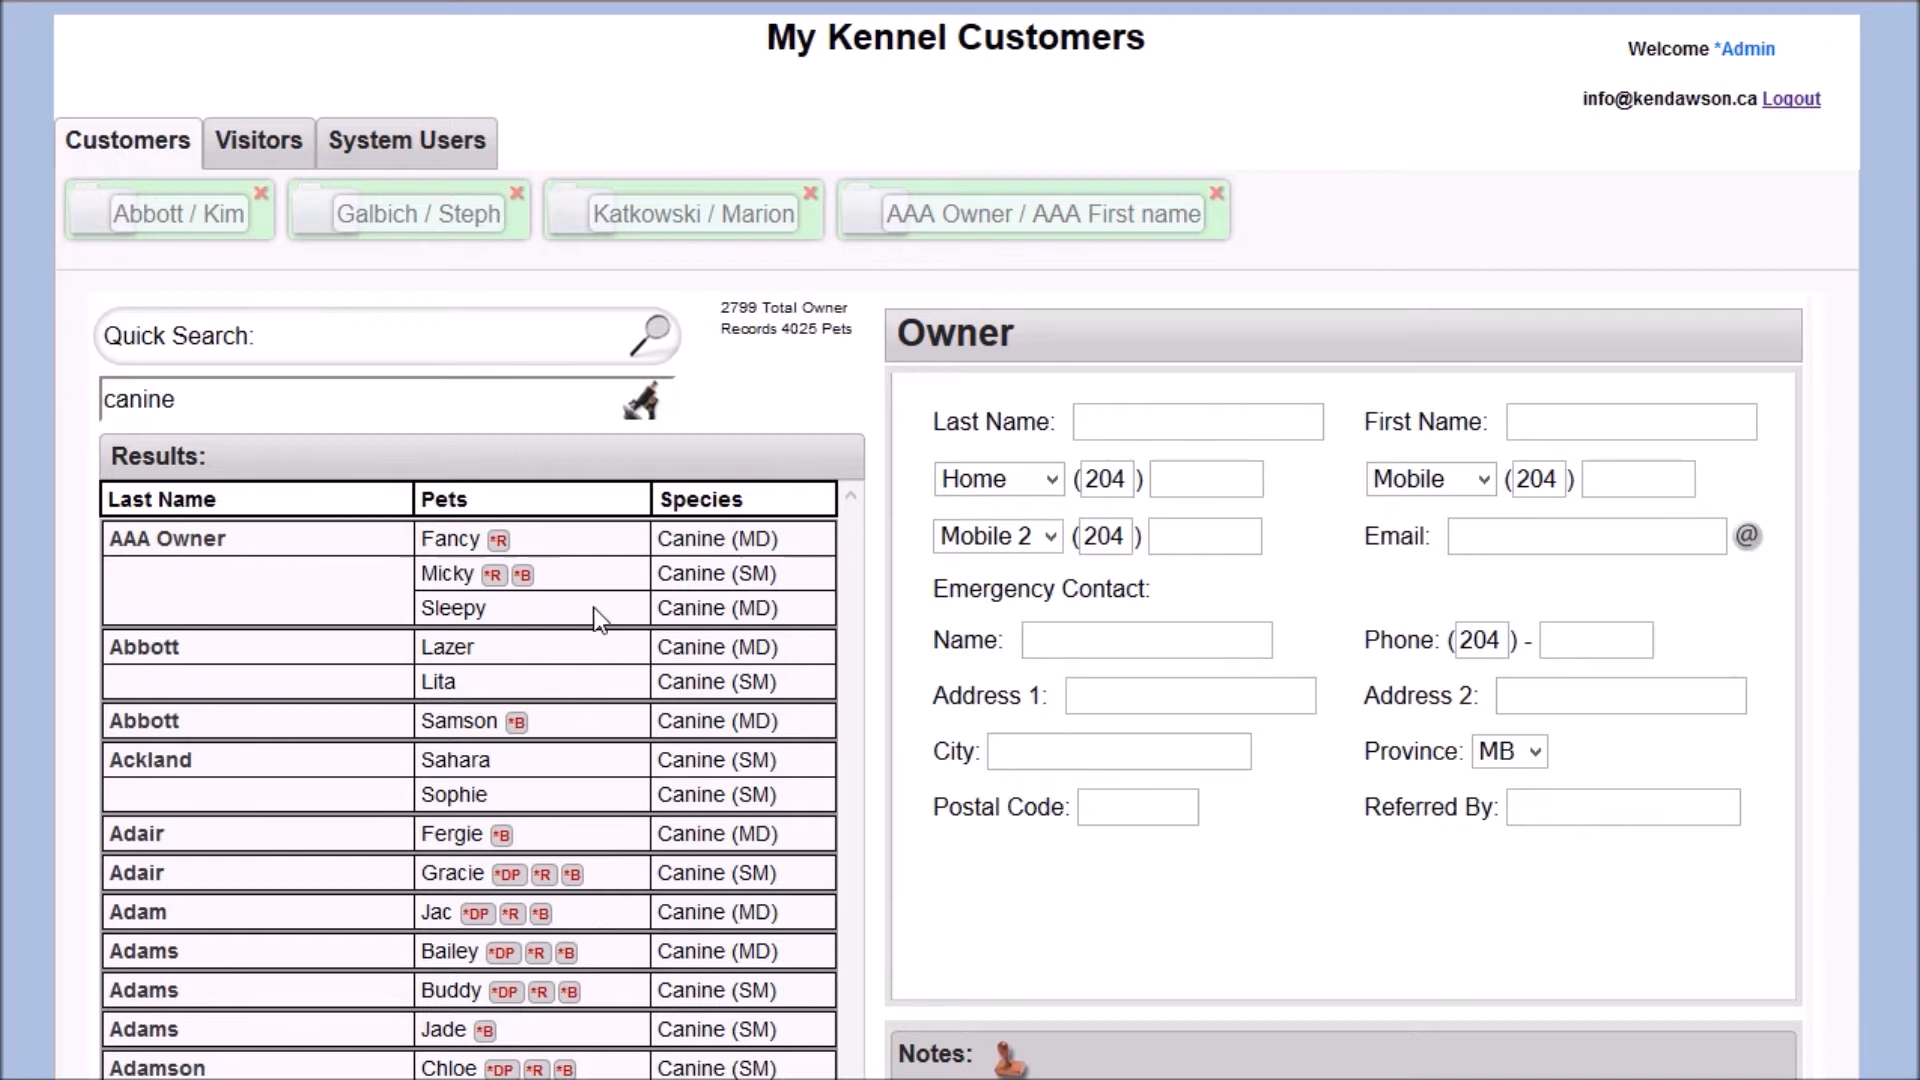 My Kennel Customers
Welcome *Admin
info@kendawson.ca Logout
Customers Visitors System Users
Abbott / Kim Galbich / Steph Katkowski / Marion AAA Owner / AAA First name
Quick Search:
2799 Total Owner
Records 4025 Pets
canine
Results:
Last Name Pets Species
AAA Owner Fancy *R Canine (MD)
Micky *R *B Canine (SM)
Sleepy Canine (MD)
Abbott Lazer Canine (MD)
Lita Canine (SM)
Abbott Samson *B Canine (MD)
Ackland Sahara Canine (SM)
Sophie Canine (SM)
Adair Fergie *B Canine (MD)
Adair Gracie *DP *R *B Canine (SM)
Adam Jac *DP *R *B Canine (MD)
Adams Bailey *DP *R *B Canine (MD)
Adams Buddy *DP *R *B Canine (SM)
Adams Jade *B Canine (SM)
Adamson Chloe *DP *R *B Canine (SM)
Owner
Last Name: First Name:
Home (204) Mobile (204)
Mobile 2 (204) Email: @
Emergency Contact:
Name: Phone: (204) -
Address 1: Address 2:
City: Province: MB
Postal Code: Referred By:
Notes: